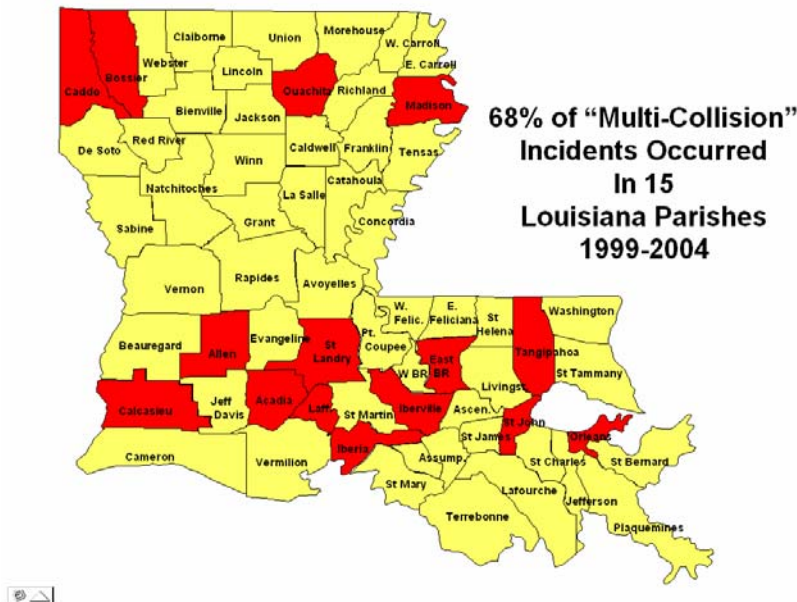 Claiborne
Union
Morehouse
W. Carroll
E. Carroll
Webster
Bossier
Caddo
Lincoln
Ouachita
Richland
Madison
Bienville
Jackson
68% of “Multi-Collision”
Incidents Occurred
In 15
Louisiana Parishes
1999-2004
De Soto
Red River
Caldwell
Franklin
Tensas
Winn
Natchitoches
La Salle
Catahoula
Sabine
Grant
Concordia
Vernon
Rapides
Avoyelles
Beauregard
Allen
Evangeline
St
Landry
Pt.
Coupee
W.
Felic.
E.
Feliciana
St
Helena
Tangipahoa
Washington
W BR
East
BR
Livingst.
St Tammany
Calcasieu
Jeff
Davis
Acadia
Laff.
St Martin
Iberville
Ascen.
St John
Orleans
Cameron
Vermilion
Iberia
Assump.
St James
St Charles
St Bernard
St Mary
Lafourche
Jefferson
Terrebonne
Plaquemines